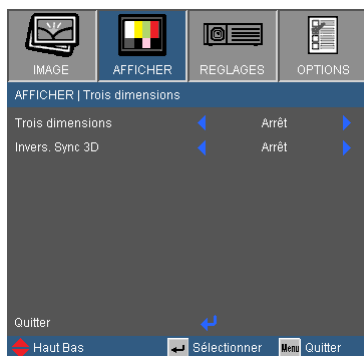 IMAGE AFFICHER REGLAGES OPTIONS
AFFICHER | Trois dimensions
Trois dimensions Arrêt
Invers. Sync 3D Arrêt
Quitter
Haut Bas Sélectionner Menu Quitter